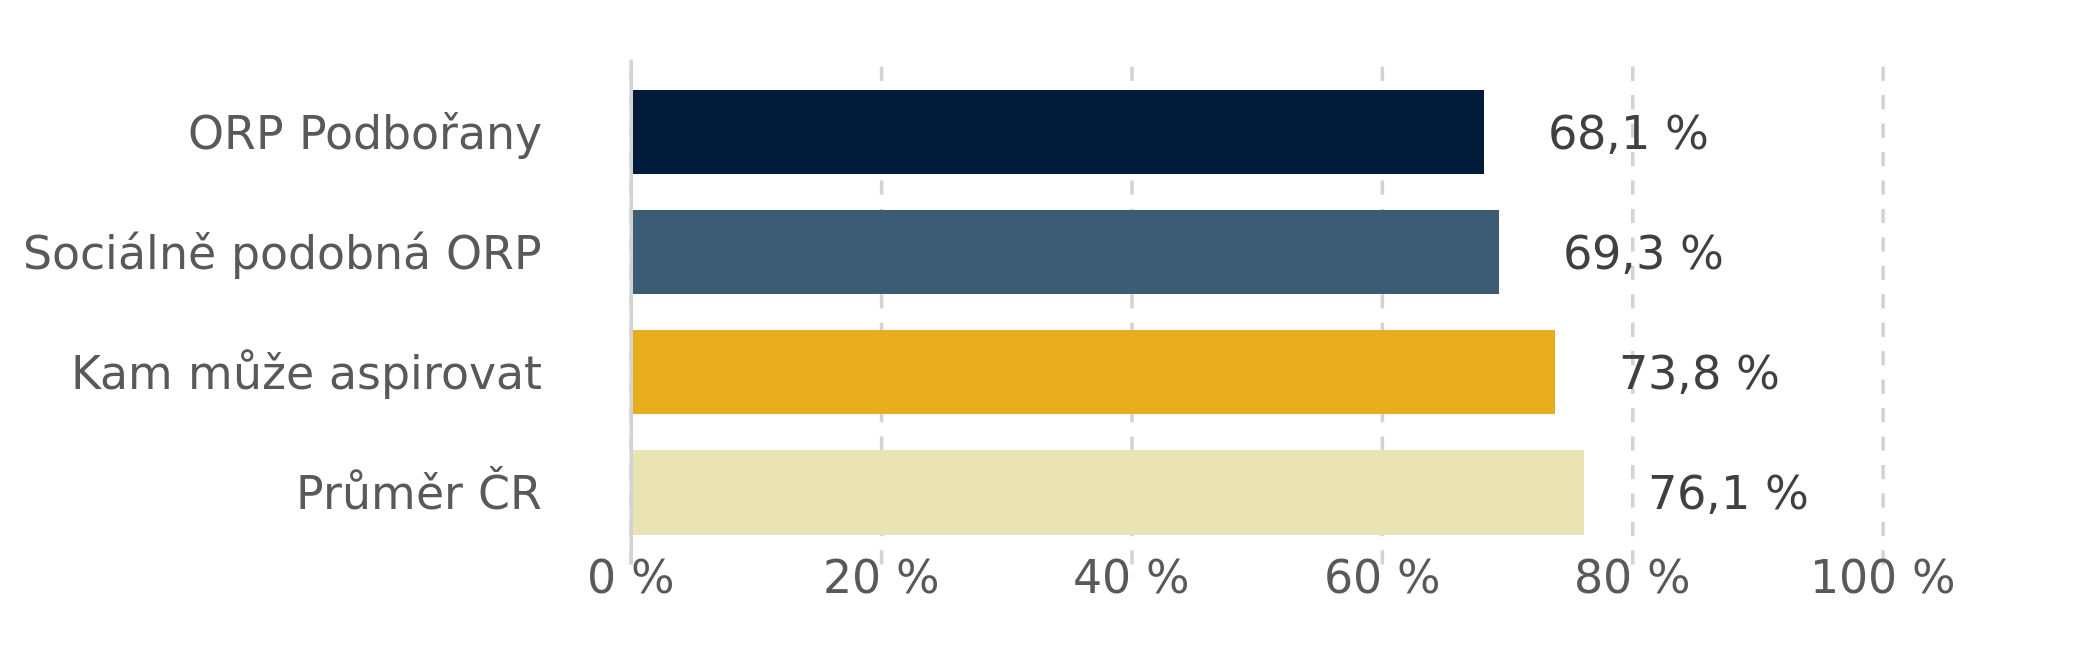 ORP Podbořany 68,1 %
Sociálně podobná ORP 69,3 %
Kam může aspirovat 73,8 %
Průměr ČR 76,1 %
0 % 20 % 40 % 60 % 80 % 100 %